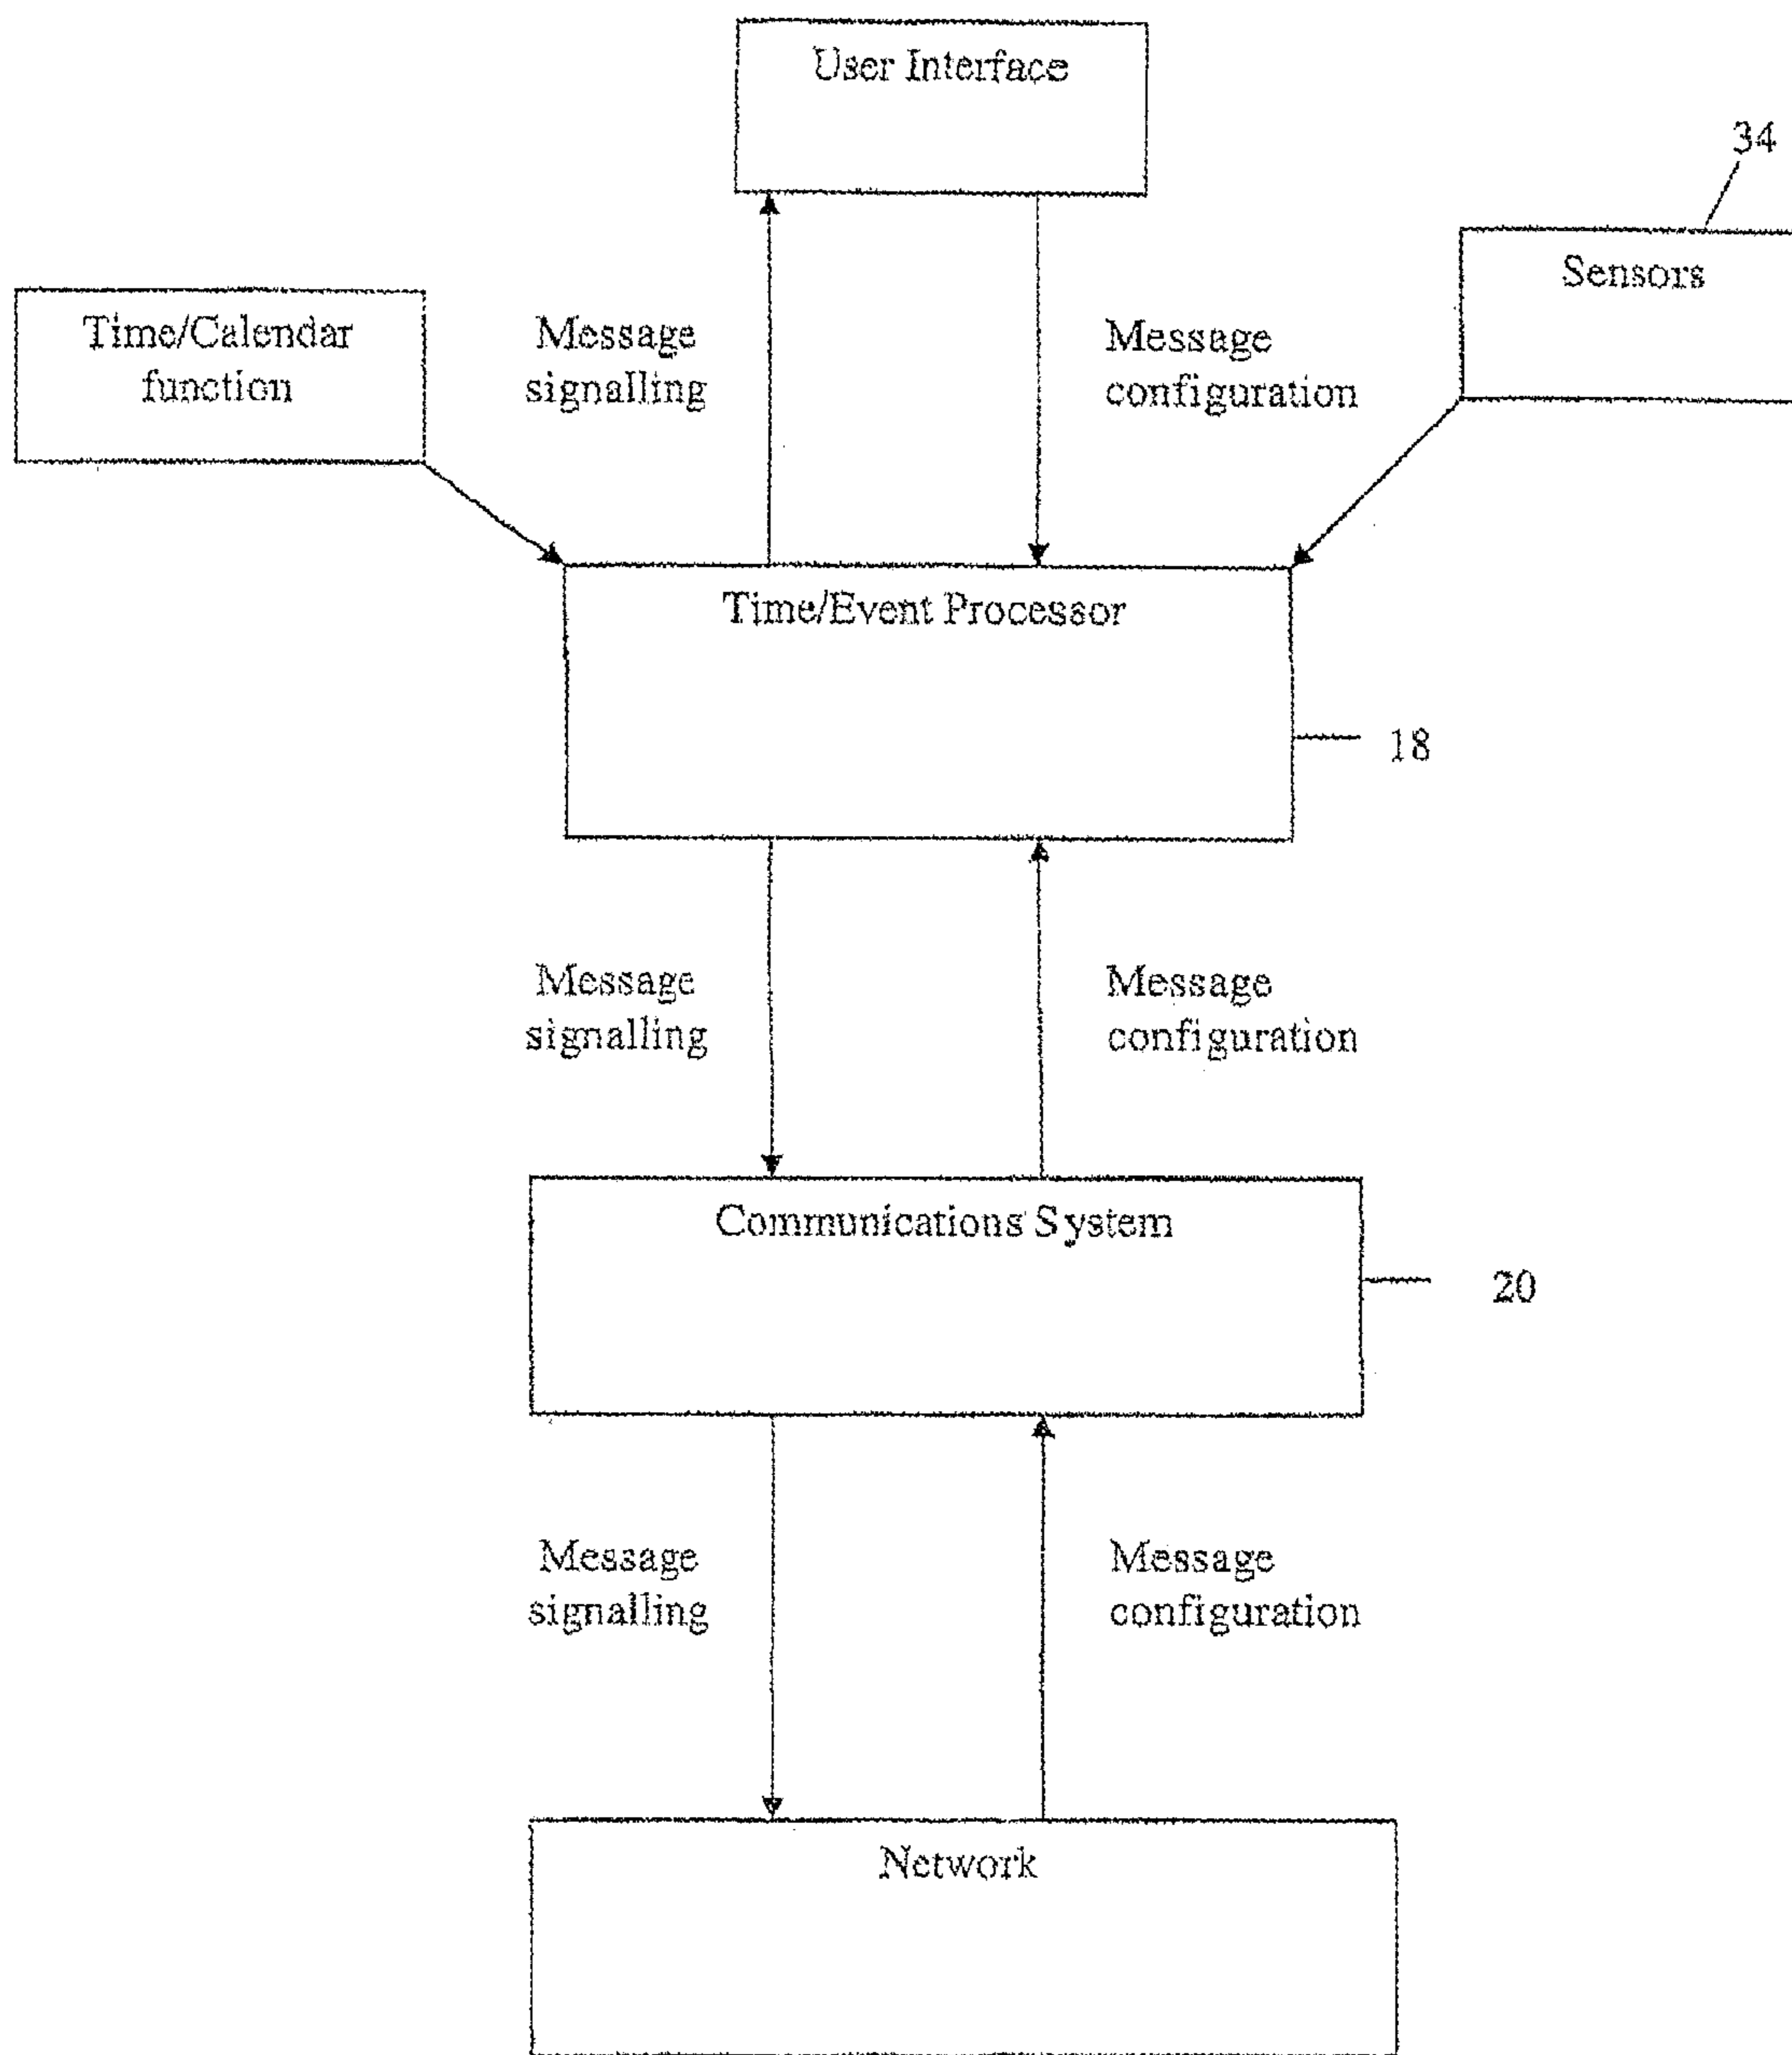 User Interface
34
Sensors
Time/Calendar
function
Message
signalling
Message
configuration
Time/Event Processor
18
Message
signalling
Message
configuration
Communications System
20
Message
signalling
Message
configuration
Network